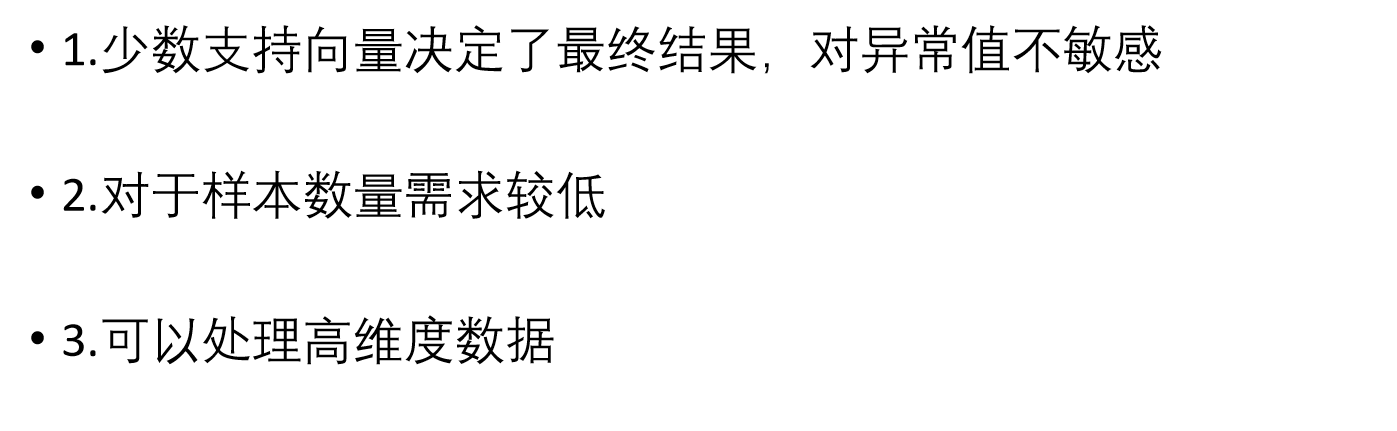 • 1.少数支持向量决定了最终结果，对异常值不敏感
• 2.对于样本数量需求较低
• 3.可以处理高维度数据